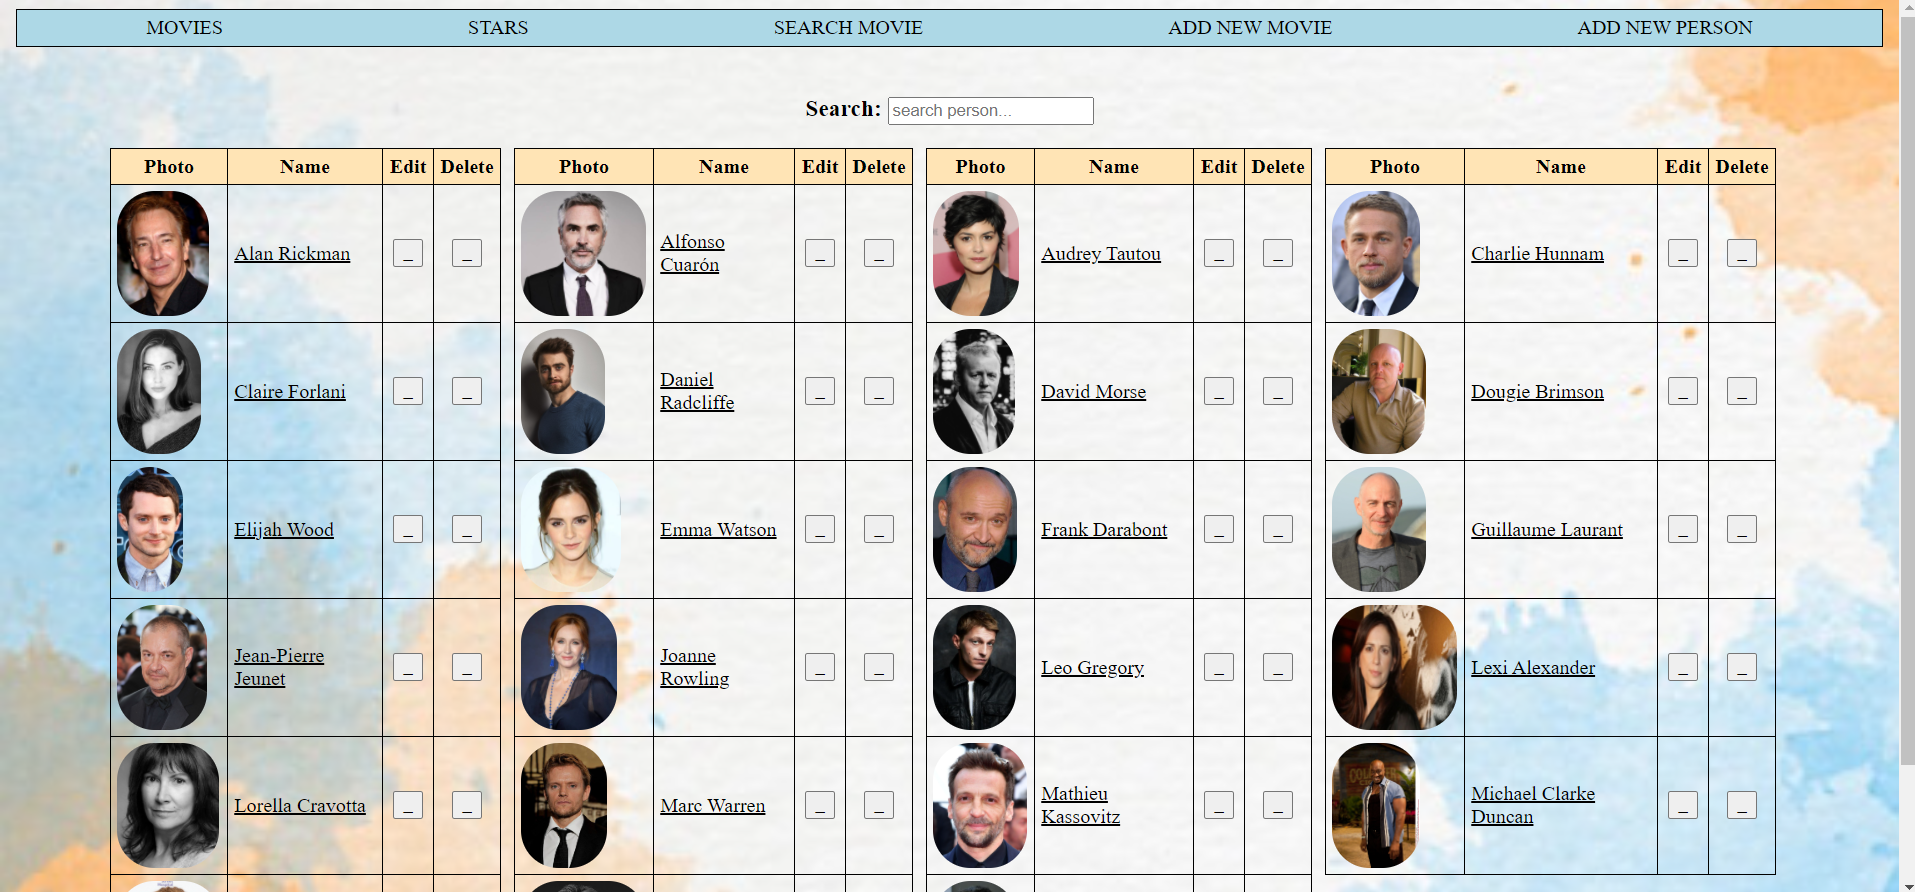 MOVIES STARS SEARCH MOVIE ADD NEW MOVIE ADD NEW PERSON
Search: search person...
Photo Name Edit Delete Photo Name Edit Delete Photo Name Edit Delete Photo Name Edit Delete
Alan Rickman _ _
Alfonso
Cuarón _ _
Audrey Tautou _ _
Charlie Hunnam _ _
Claire Forlani _ _
Daniel
Radcliffe _ _
David Morse _ _
Dougie Brimson _ _
Elijah Wood _ _
Emma Watson _ _
Frank Darabont _ _
Guillaume Laurant _ _
Jean-Pierre
Jeunet _ _
Joanne
Rowling _ _
Leo Gregory _ _
Lexi Alexander _ _
Lorella Cravotta _ _
Marc Warren _ _
Mathieu
Kassovitz _ _
Michael Clarke
Duncan _ _